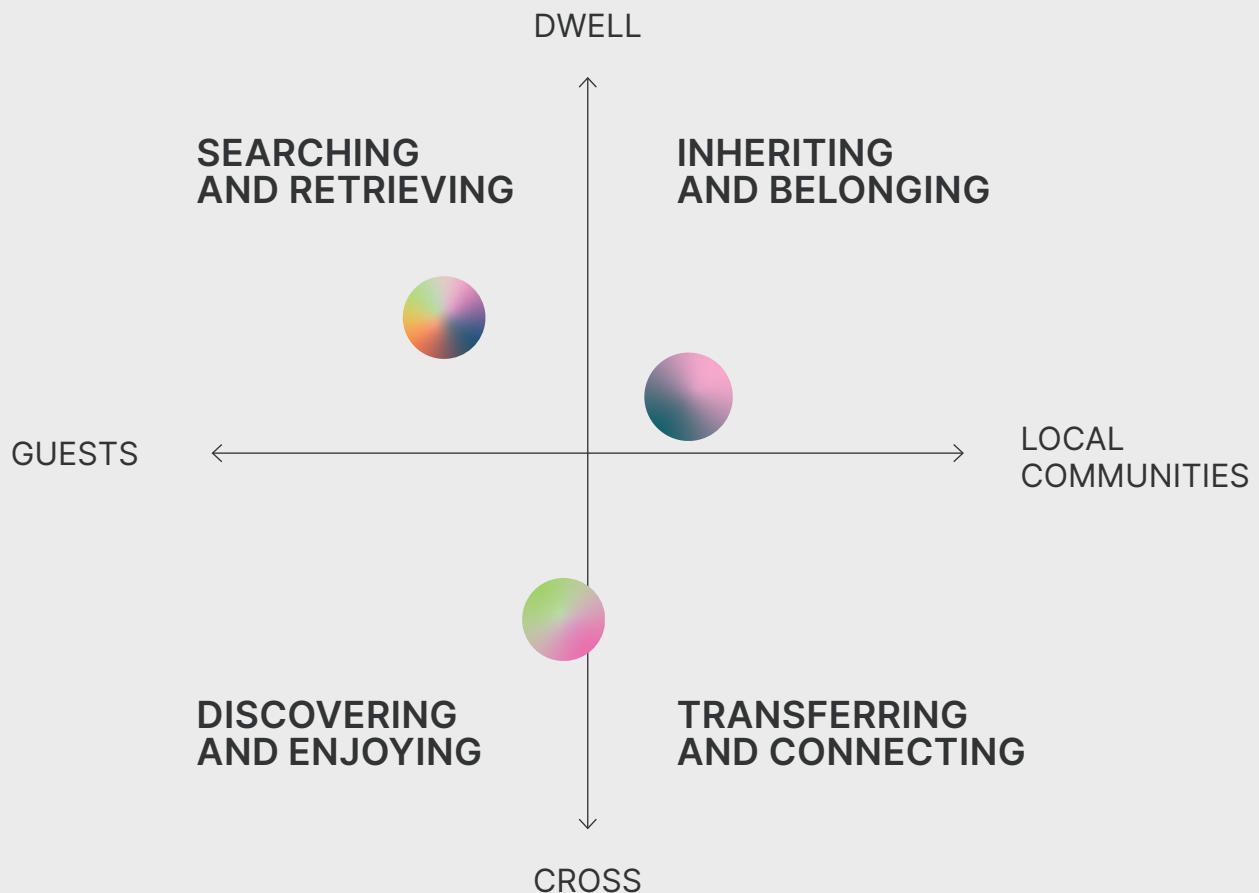 DWELL
SEARCHING
AND RETRIEVING
INHERITING
AND BELONGING
GUESTS
LOCAL
COMMUNITIES
DISCOVERING
AND ENJOYING
TRANSFERRING
AND CONNECTING
CROSS